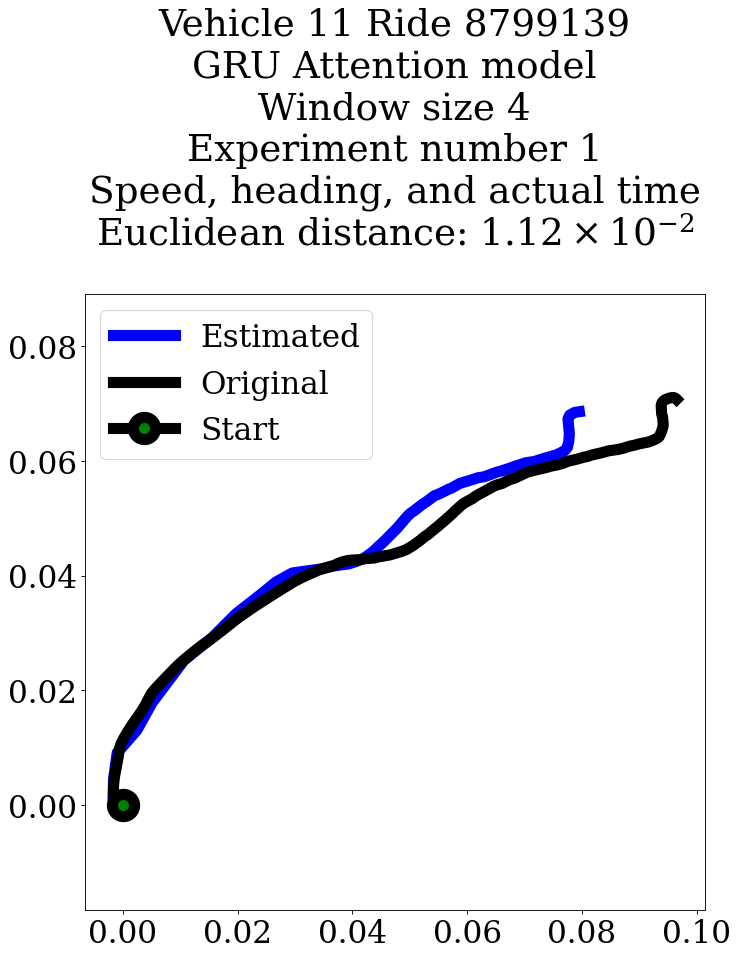 Vehicle 11 Ride 8799139
GRU Attention model
Window size 4
Experiment number 1
Speed, heading, and actual time
Euclidean distance: 1.12 × 10⁻²
Estimated
Original
Start
0.08
0.06
0.04
0.02
0.00
0.00 0.02 0.04 0.06 0.08 0.10